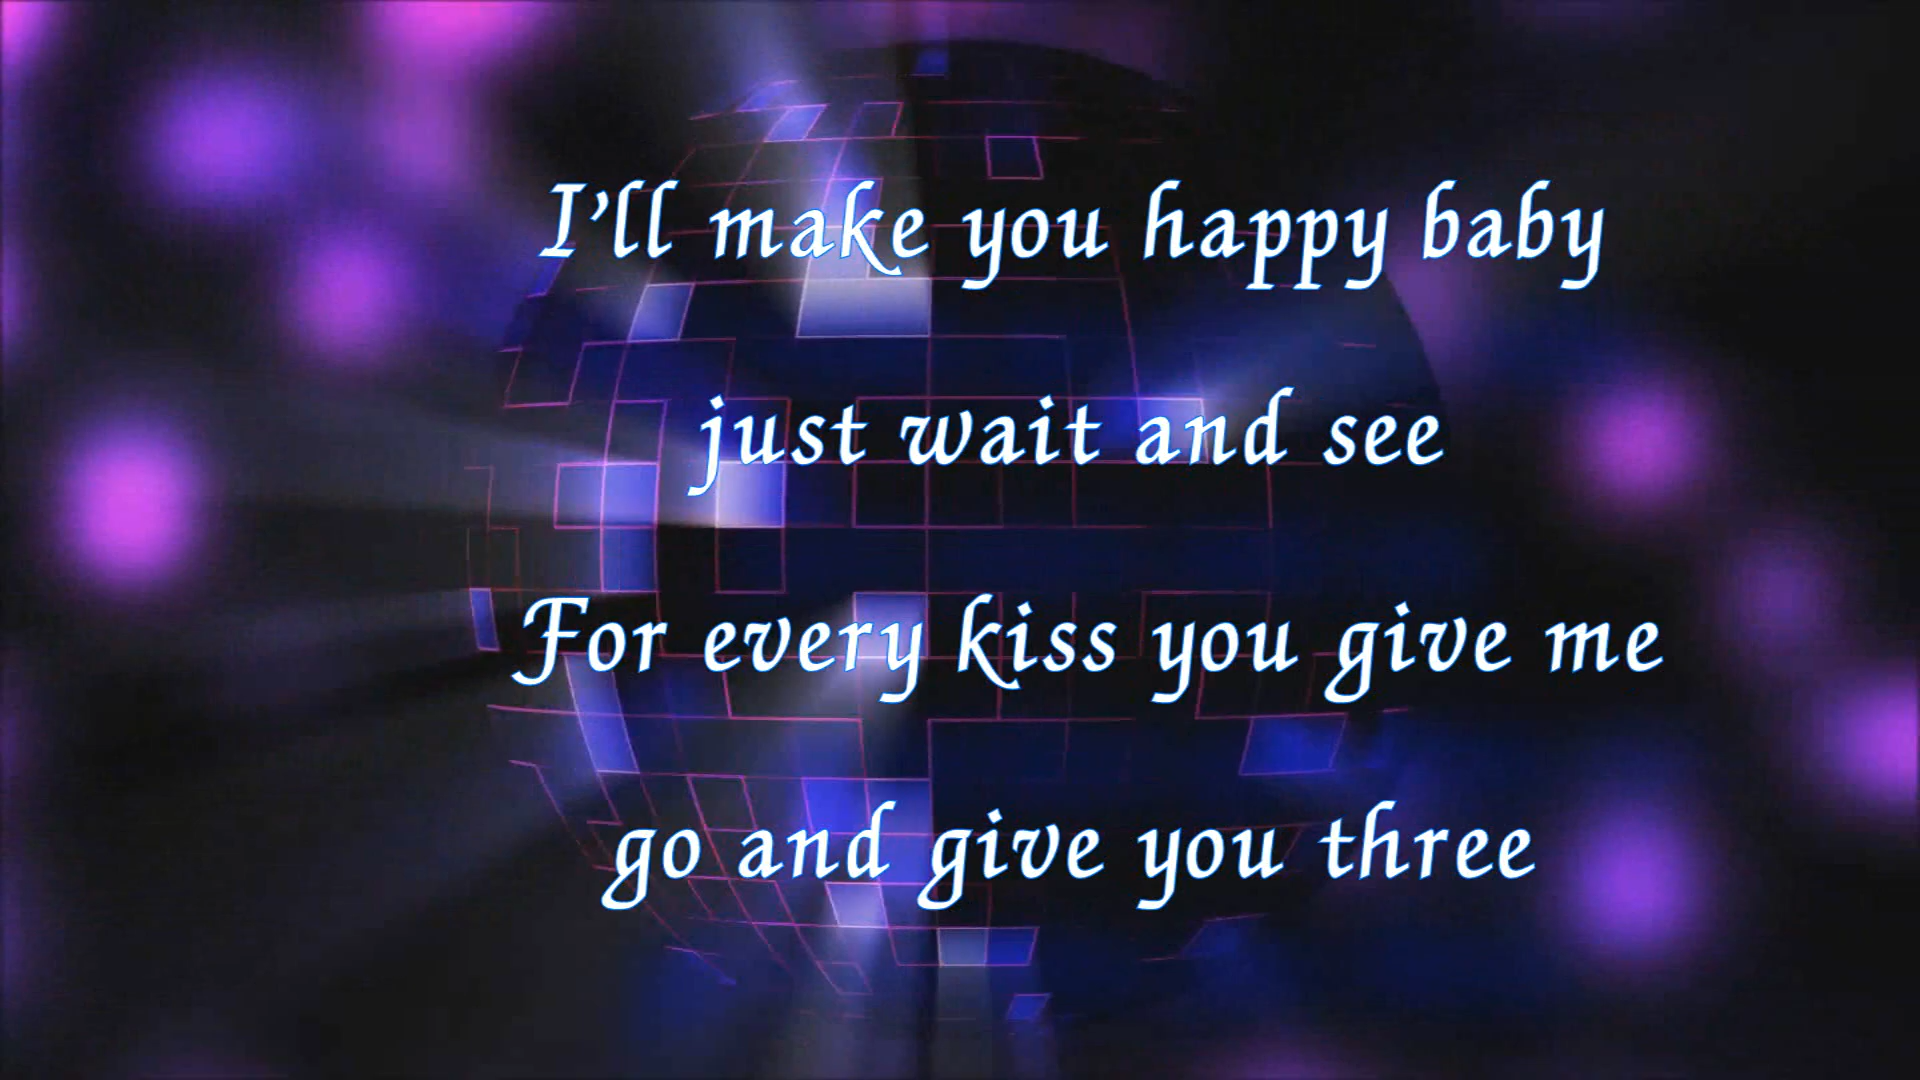 I'll make you happy baby
just wait and see
For every kiss you give me
go and give you three